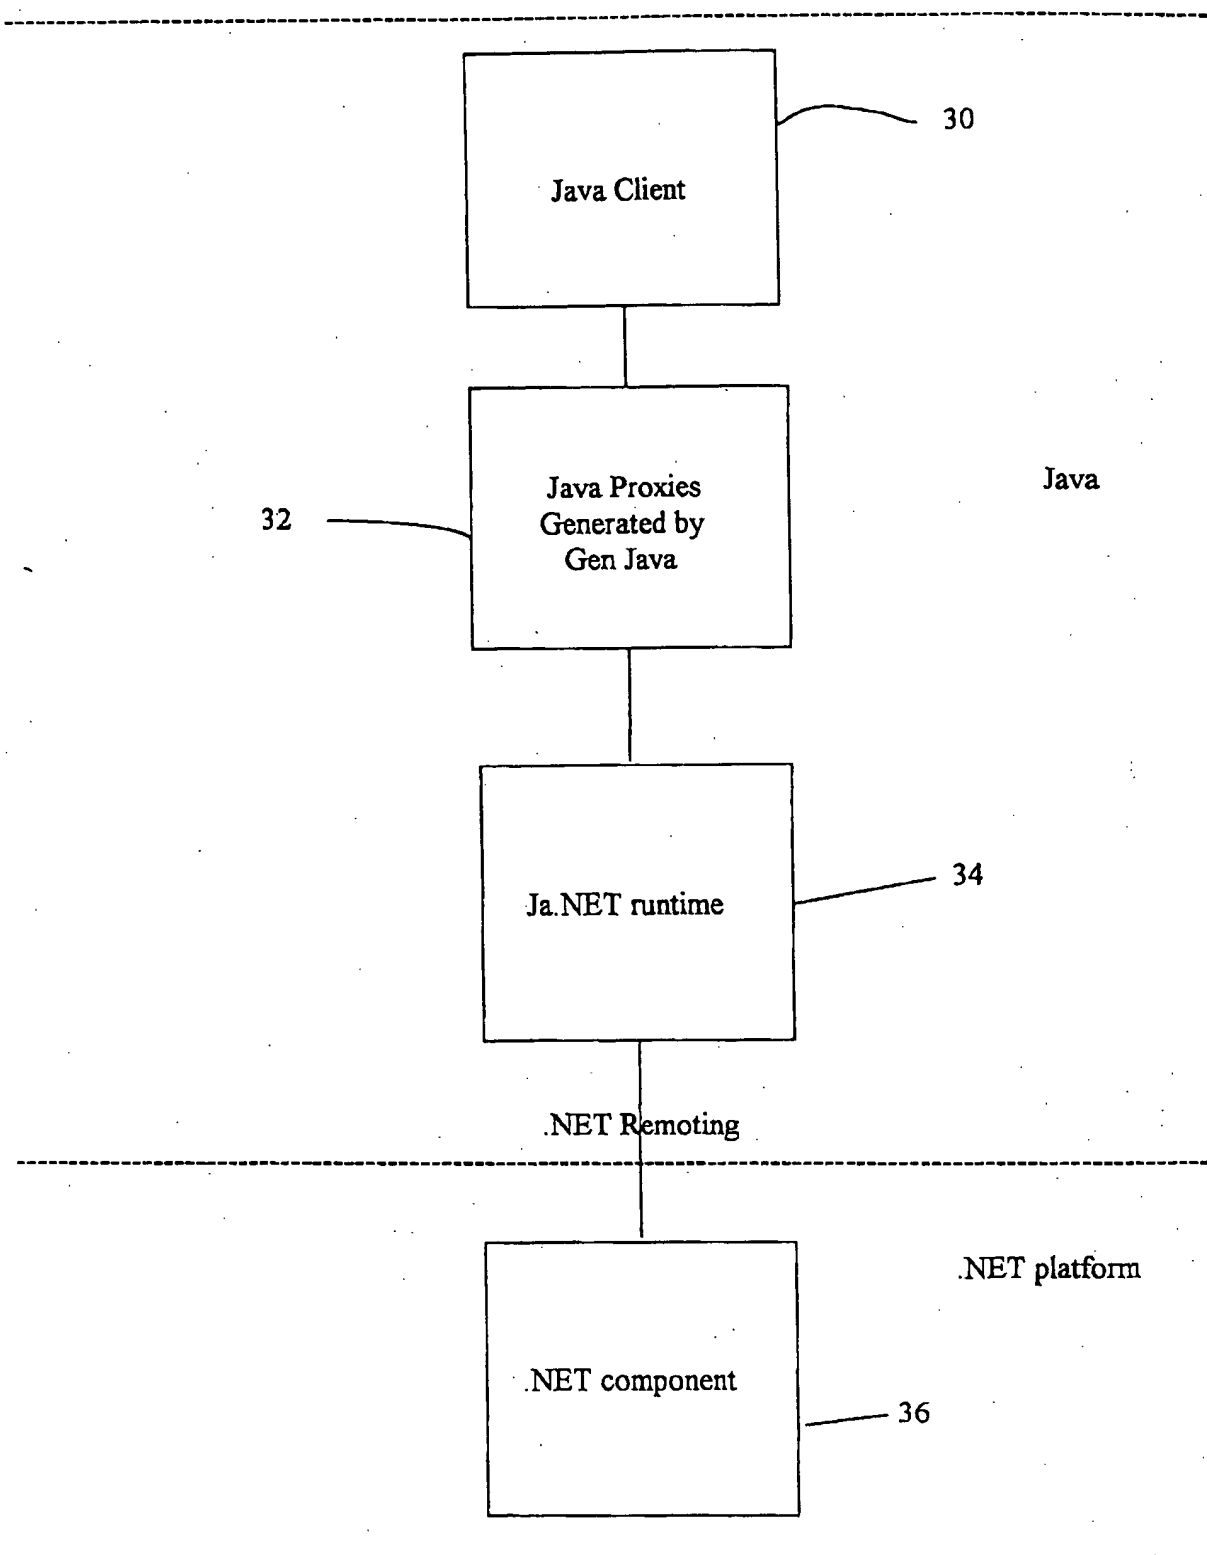 30
Java Client
Java
Java Proxies
Generated by
Gen Java
32
34
Ja.NET runtime
.NET Remoting
.NET platform
.NET component
36